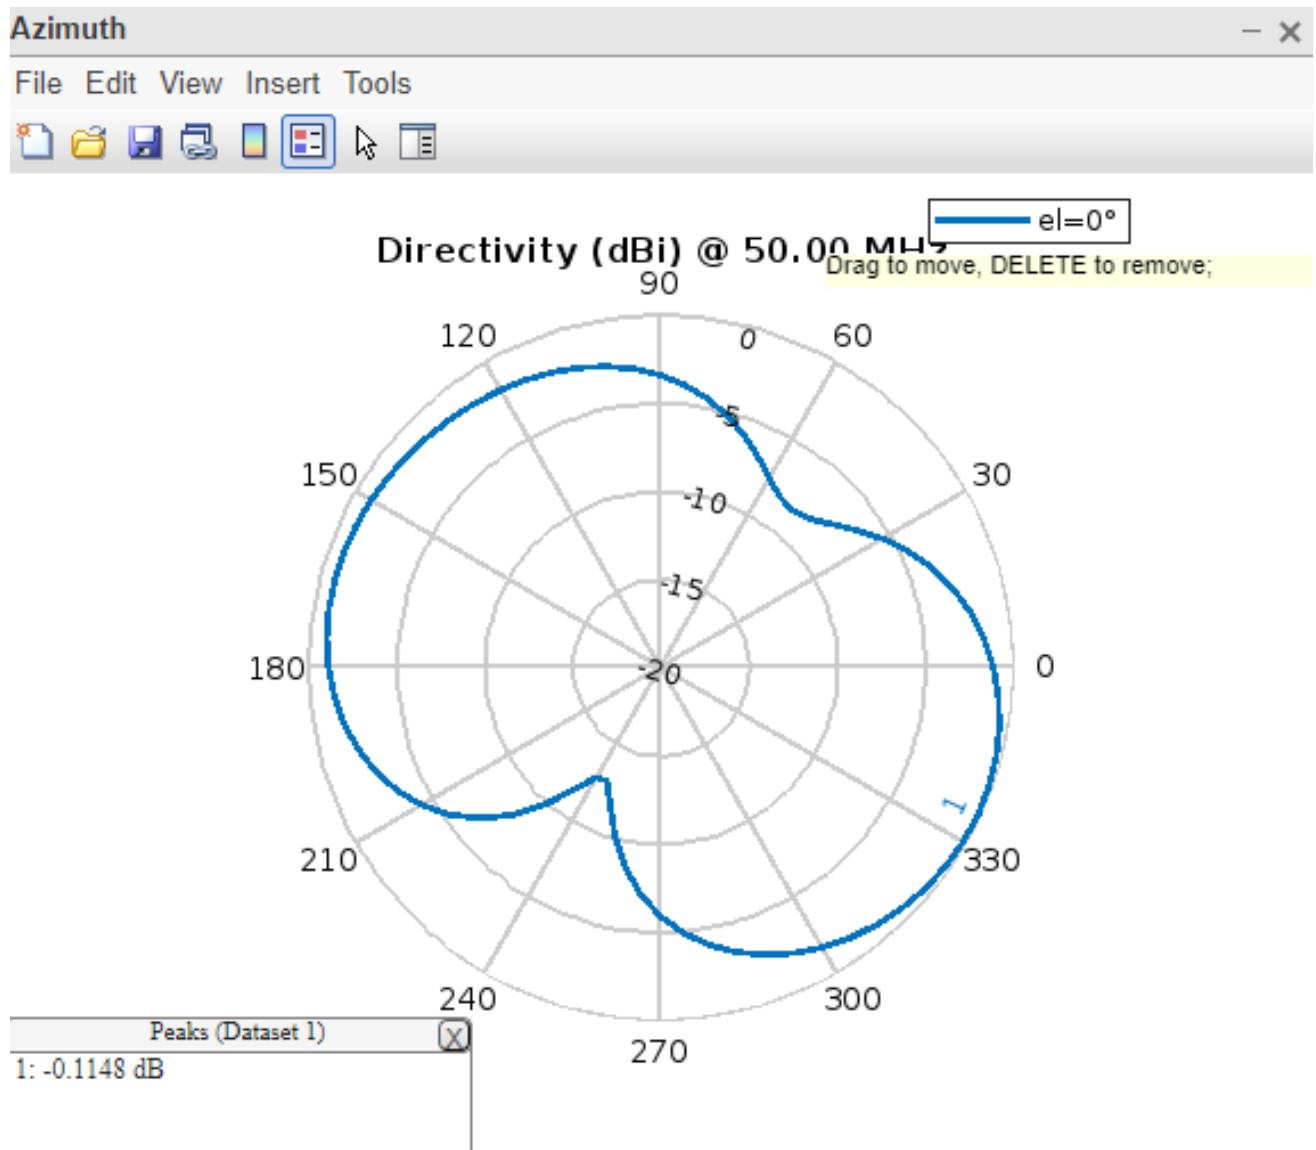 Azimuth
File Edit View Insert Tools
el=0°
Directivity (dBi) @ 50.00 MHz
Drag to move, DELETE to remove;
90
120
0
60
-5
150
30
-10
-15
180
-20
0
1
210
330
240
300
270
Peaks (Dataset 1)
X
1: -0.1148 dB